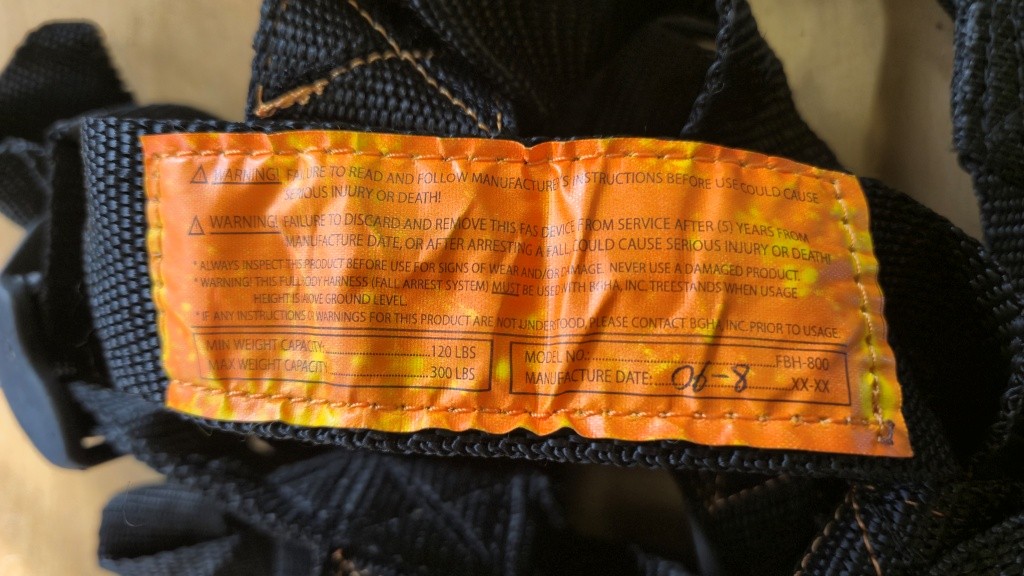 ⚠ WARNING! FAILURE TO READ AND FOLLOW MANUFACTURE'S INSTRUCTIONS BEFORE USE COULD CAUSE
SERIOUS INJURY OR DEATH!
⚠ WARNING! FAILURE TO DISCARD AND REMOVE THIS FAS DEVICE FROM SERVICE AFTER (5) YEARS FROM
MANUFACTURE DATE, OR AFTER ARRESTING A FALL COULD CAUSE SERIOUS INJURY OR DEATH!
* ALWAYS INSPECT THIS PRODUCT BEFORE USE FOR SIGNS OF WEAR AND/OR DAMAGE. NEVER USE A DAMAGED PRODUCT.
* WARNING! THIS FULL BODY HARNESS (FALL ARREST SYSTEM) MUST BE USED WITH BGHA, INC. TREESTANDS WHEN USAGE
HEIGHT IS ABOVE GROUND LEVEL.
* IF ANY INSTRUCTIONS OR WARNINGS FOR THIS PRODUCT ARE NOT UNDERTOOD, PLEASE CONTACT BGHA, INC. PRIOR TO USAGE.
MIN WEIGHT CAPACITY:..............................120 LBS
MAX WEIGHT CAPACITY:..............................300 LBS
MODEL NO.:..............................FBH-800
MANUFACTURE DATE:...06-8...XX-XX